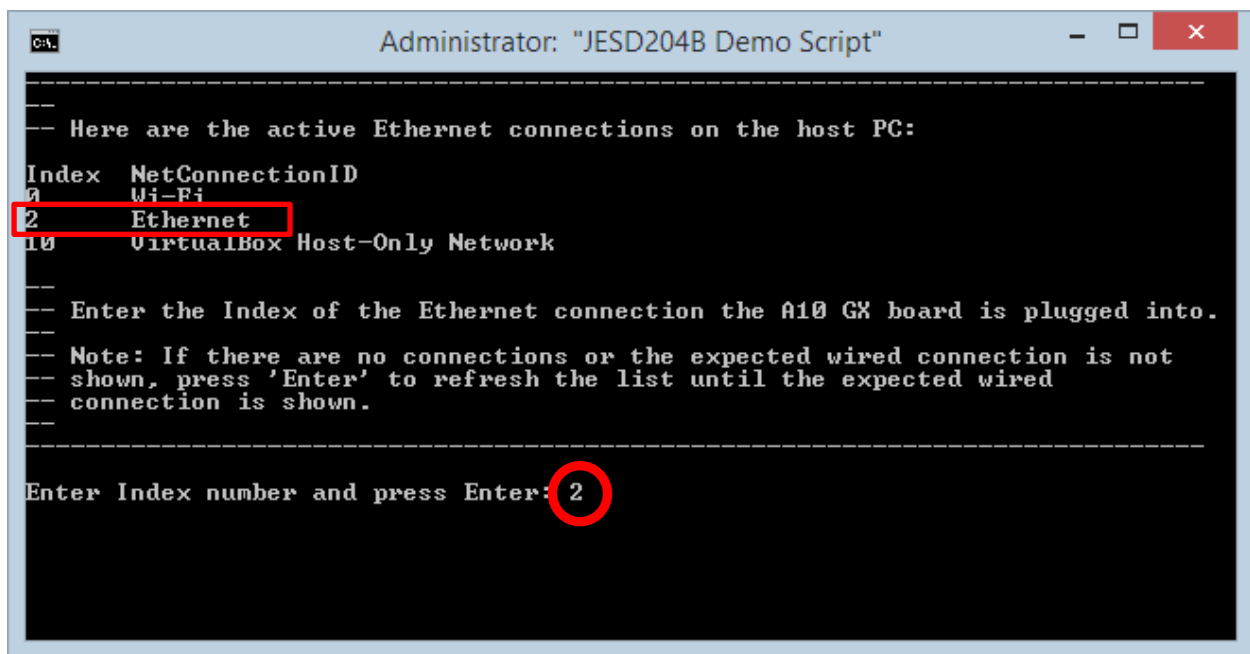 C:\.
Administrator: "JESD204B Demo Script"
--------------------------------------------------------------------------------
--
-- Here are the active Ethernet connections on the host PC:
Index NetConnectionID
0 Wi-Fi
2 Ethernet
10 VirtualBox Host-Only Network
--
-- Enter the Index of the Ethernet connection the A10 GX board is plugged into.
--
-- Note: If there are no connections or the expected wired connection is not
-- shown, press 'Enter' to refresh the list until the expected wired
-- connection is shown.
--
--------------------------------------------------------------------------------
Enter Index number and press Enter: 2